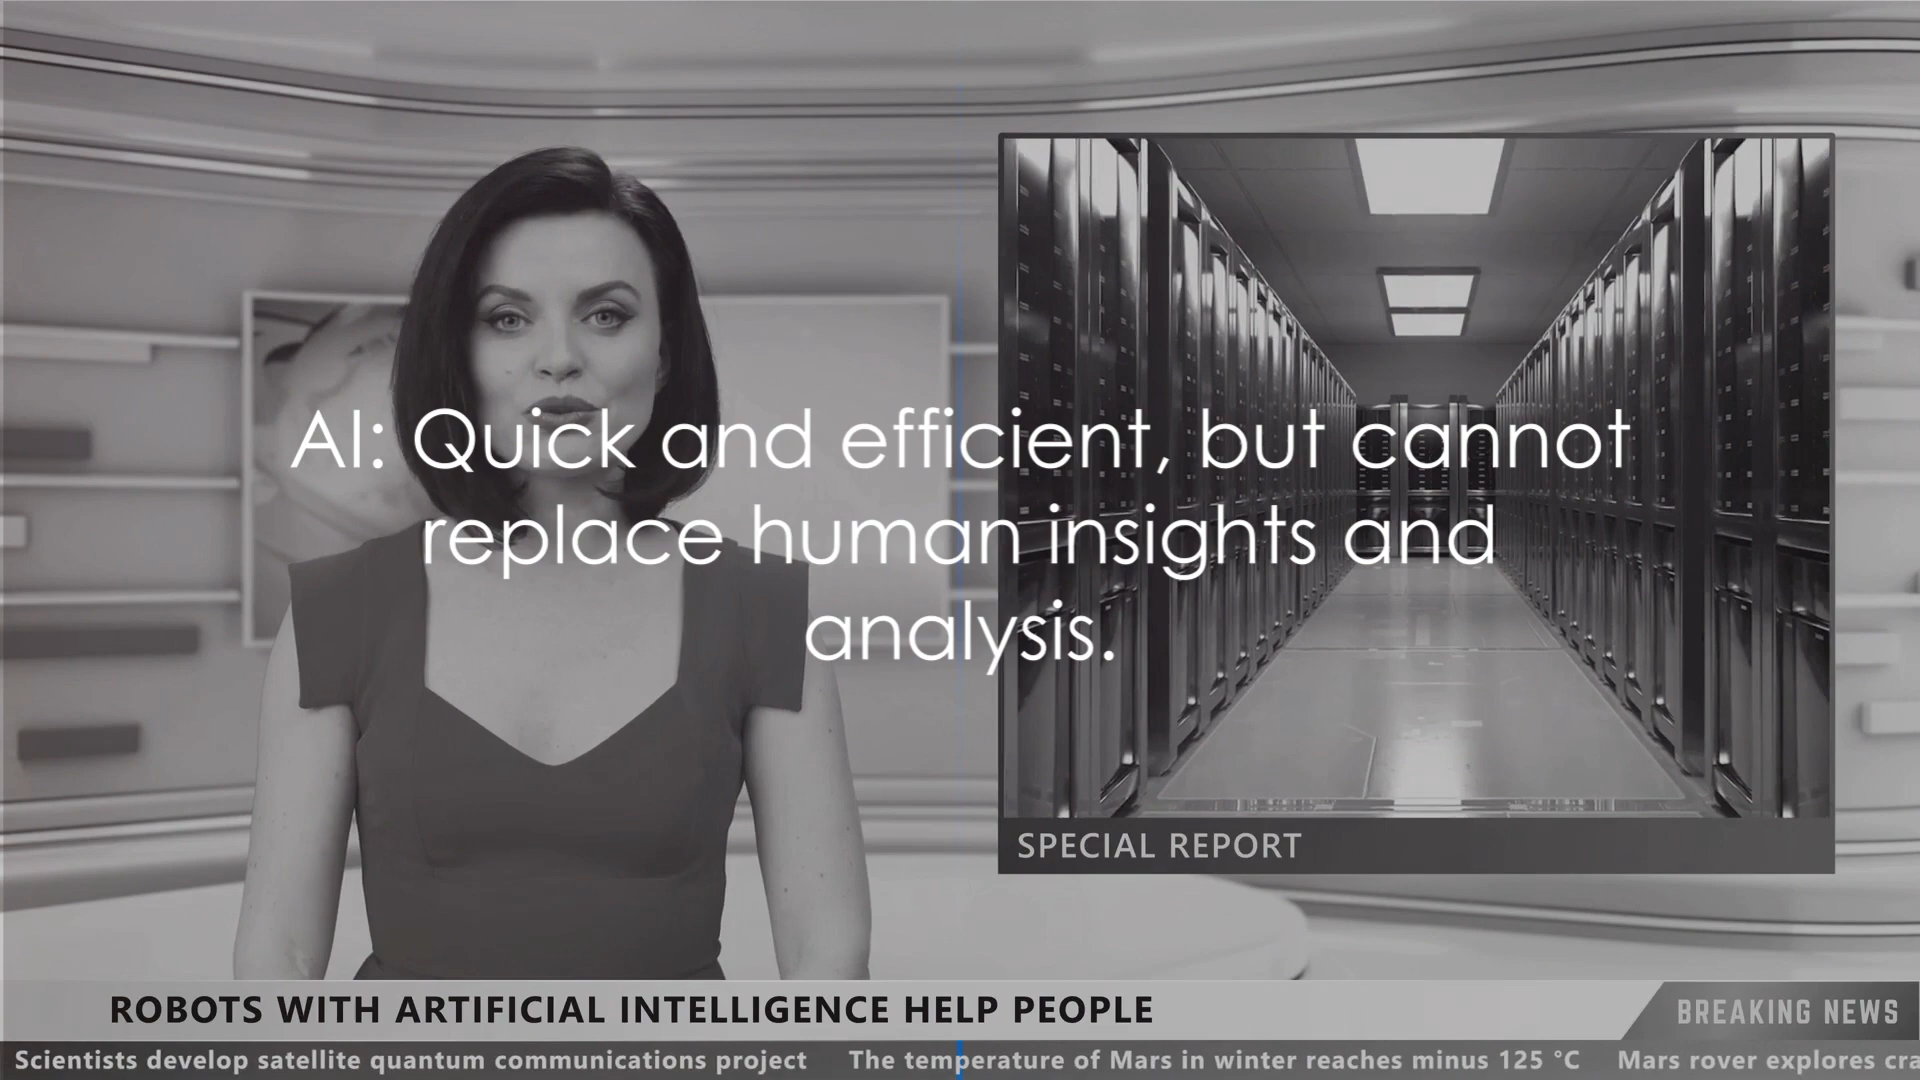 AI: Quick and efficient, but cannot
replace human insights and
analysis.
SPECIAL REPORT
ROBOTS WITH ARTIFICIAL INTELLIGENCE HELP PEOPLE
BREAKING NEWS
Scientists develop satellite quantum communications project The temperature of Mars in winter reaches minus 125 °C Mars rover explores